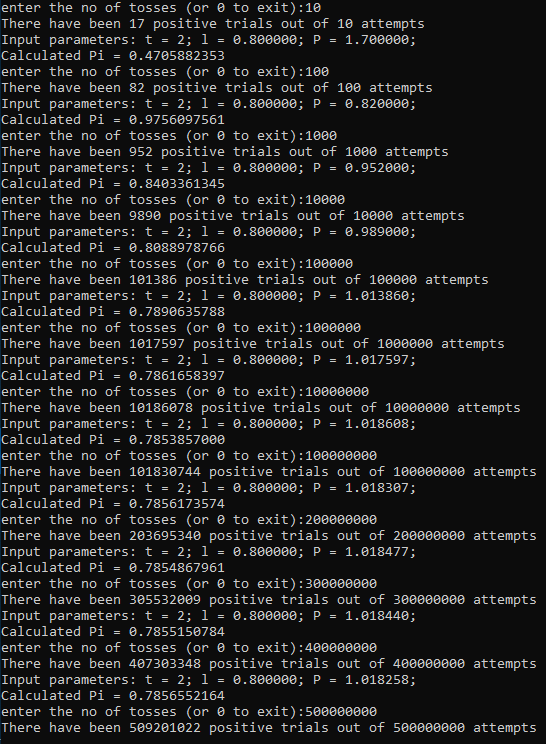 enter the no of tosses (or 0 to exit):10
There have been 17 positive trials out of 10 attempts
Input parameters: t = 2; l = 0.800000; P = 1.700000;
Calculated Pi = 0.4705882353
enter the no of tosses (or 0 to exit):100
There have been 82 positive trials out of 100 attempts
Input parameters: t = 2; l = 0.800000; P = 0.820000;
Calculated Pi = 0.9756097561
enter the no of tosses (or 0 to exit):1000
There have been 952 positive trials out of 1000 attempts
Input parameters: t = 2; l = 0.800000; P = 0.952000;
Calculated Pi = 0.8403361345
enter the no of tosses (or 0 to exit):10000
There have been 9890 positive trials out of 10000 attempts
Input parameters: t = 2; l = 0.800000; P = 0.989000;
Calculated Pi = 0.8088978766
enter the no of tosses (or 0 to exit):100000
There have been 101386 positive trials out of 100000 attempts
Input parameters: t = 2; l = 0.800000; P = 1.013860;
Calculated Pi = 0.7890635788
enter the no of tosses (or 0 to exit):1000000
There have been 1017597 positive trials out of 1000000 attempts
Input parameters: t = 2; l = 0.800000; P = 1.017597;
Calculated Pi = 0.7861658397
enter the no of tosses (or 0 to exit):10000000
There have been 10186078 positive trials out of 10000000 attempts
Input parameters: t = 2; l = 0.800000; P = 1.018608;
Calculated Pi = 0.7853857000
enter the no of tosses (or 0 to exit):100000000
There have been 101830744 positive trials out of 100000000 attempts
Input parameters: t = 2; l = 0.800000; P = 1.018307;
Calculated Pi = 0.7856173574
enter the no of tosses (or 0 to exit):200000000
There have been 203695340 positive trials out of 200000000 attempts
Input parameters: t = 2; l = 0.800000; P = 1.018477;
Calculated Pi = 0.7854867961
enter the no of tosses (or 0 to exit):300000000
There have been 305532009 positive trials out of 300000000 attempts
Input parameters: t = 2; l = 0.800000; P = 1.018440;
Calculated Pi = 0.7855150784
enter the no of tosses (or 0 to exit):400000000
There have been 407303348 positive trials out of 400000000 attempts
Input parameters: t = 2; l = 0.800000; P = 1.018258;
Calculated Pi = 0.7856552164
enter the no of tosses (or 0 to exit):500000000
There have been 509201022 positive trials out of 500000000 attempts